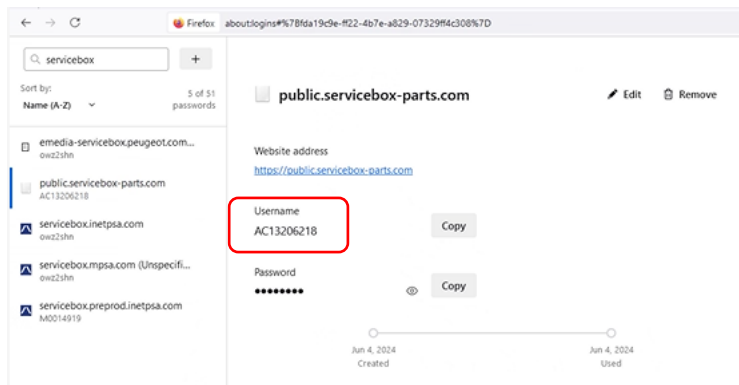 Firefox about:logins#%7Bfda19c9e-ff22-4b7e-a829-07329ff4c308%7D
servicebox
+
Sort by:
Name (A-Z)
5 of 51
passwords
emedia-servicebox.peugeot.com...
owz2shn
public.servicebox-parts.com
AC13206218
servicebox.inetpsa.com
owz2shn
servicebox.mpsa.com (Unspecifi...
owz2shn
servicebox.preprod.inetpsa.com
M0014919
public.servicebox-parts.com
Edit
Remove
Website address
https://public.servicebox-parts.com
Username
AC13206218
Copy
Password
••••••••
Copy
Jun 4, 2024
Created
Jun 4, 2024
Used